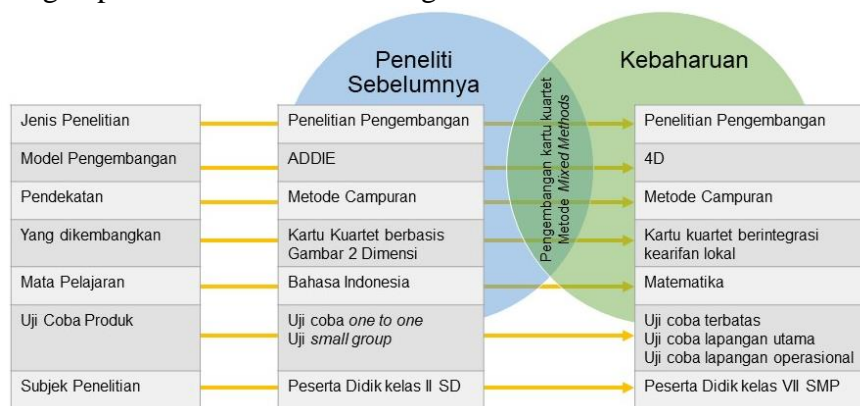 Peneliti
Sebelumnya
Kebaharuan
Pengembangan kartu kuartet
Metode Mixed Methods
Jenis Penelitian
Penelitian Pengembangan
Penelitian Pengembangan
Model Pengembangan
ADDIE
4D
Pendekatan
Metode Campuran
Metode Campuran
Yang dikembangkan
Kartu Kuartet berbasis
Gambar 2 Dimensi
Kartu kuartet berintegrasi
kearifan lokal
Mata Pelajaran
Bahasa Indonesia
Matematika
Uji Coba Produk
Uji coba one to one
Uji small group
Uji coba terbatas
Uji coba lapangan utama
Uji coba lapangan operasional
Subjek Penelitian
Peserta Didik kelas II SD
Peserta Didik kelas VII SMP